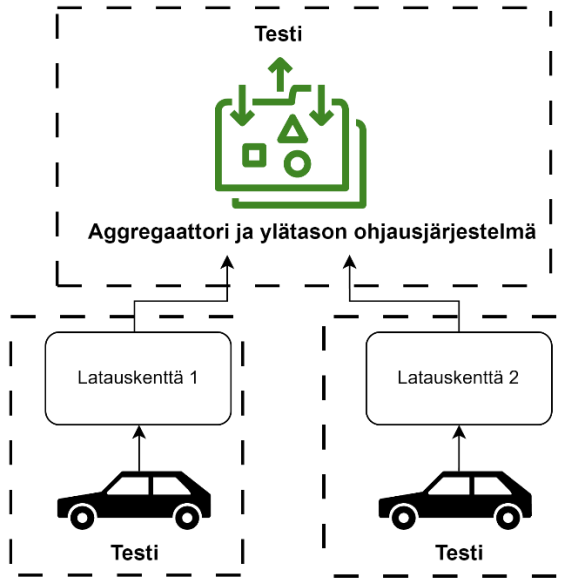 Testi
Aggregaattori ja ylätason ohjausjärjestelmä
Latauskenttä 1
Latauskenttä 2
Testi
Testi